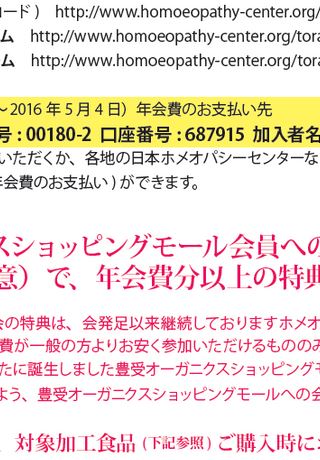 コード） http://www.homoeopathy-center.org/
ム http://www.homoeopathy-center.org/tora
ム http://www.homoeopathy-center.org/tora
～2016 年 5 月 4 日）年会費のお支払い先
号 : 00180-2 口座番号 : 687915 加入者名
いただくか、各地の日本ホメオパシーセンターな
年会費のお支払い ) ができます。
スショッピングモール会員への
意）で、年会費分以上の特典
会の特典は、会発足以来継続しておりますホメオ
費が一般の方よりお安く参加いただけるもののみ
たに誕生しました豊受オーガニクスショッピングモ
よう、豊受オーガニクスショッピングモールへの会
、対象加工食品 (下記参照) ご購入時に